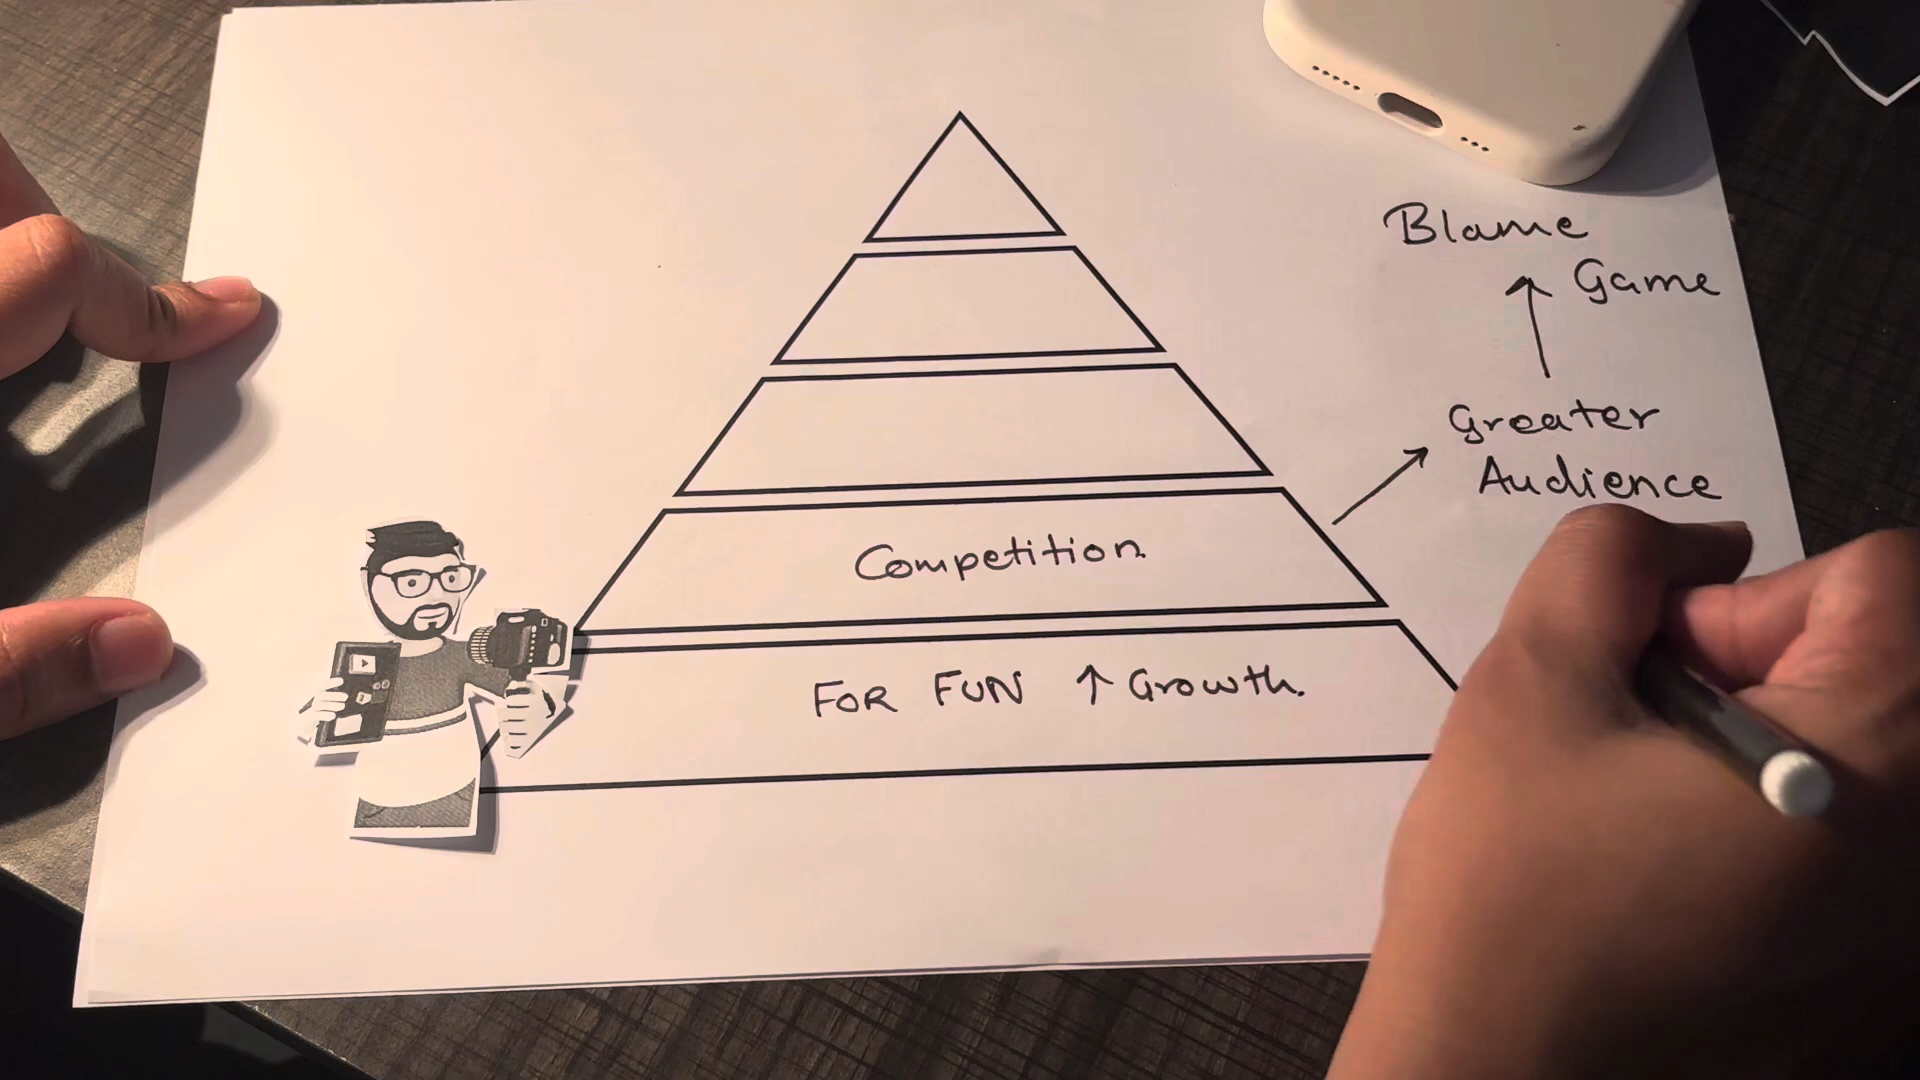 Blame
Game
Greater
Audience
Competition
FOR FUN ↑ Growth.